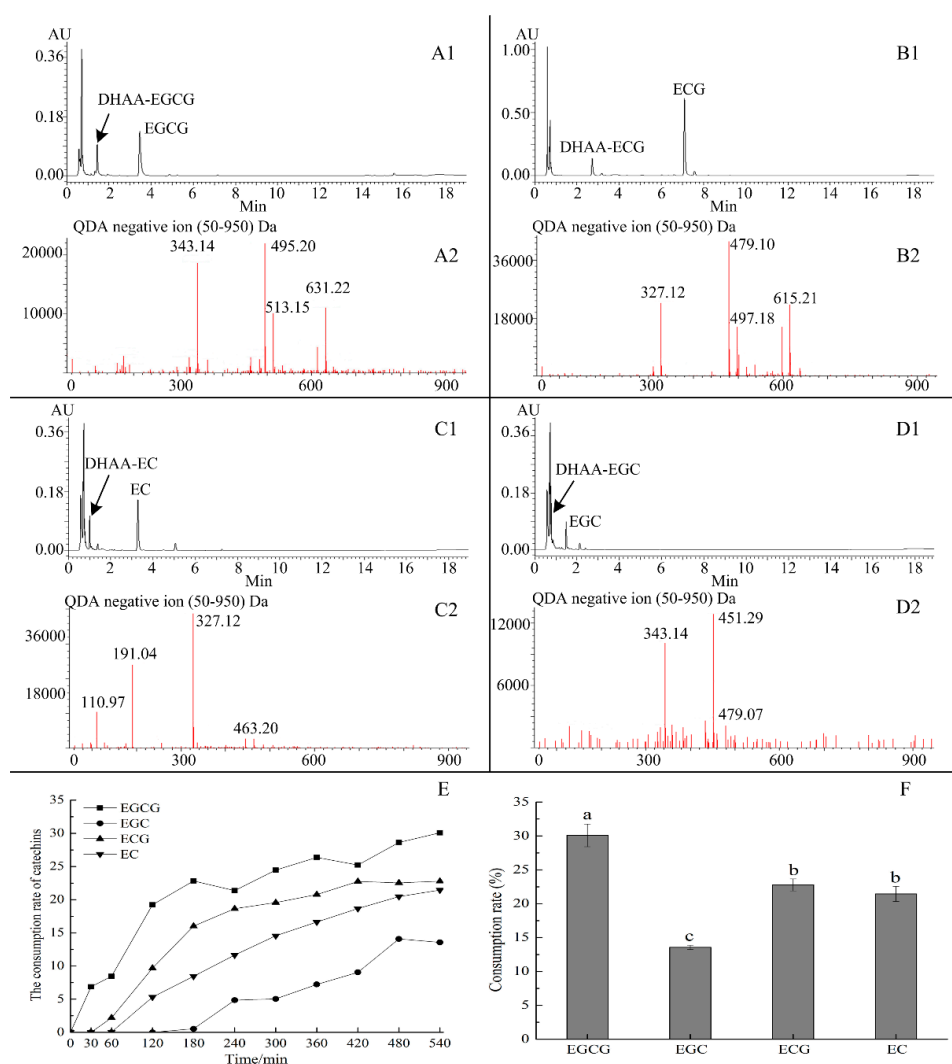 AU
A1
0.36
DHAA-EGCG
EGCG
0.18
0.00
0 2 4 6 8 10 12 14 16 18
Min
QDA negative ion (50-950) Da
A2
20000
343.14
495.20
631.22
513.15
10000
300 600 900
AU
B1
1.00
ECG
0.50
DHAA-ECG
0.00
0 2 4 6 8 10 12 14 16 18
Min
QDA negative ion (50-950) Da
479.10
B2
36000
327.12
615.21
497.18
18000
0 300 600 900
AU
C1
0.36
DHAA-EC
EC
0.18
0.00
0 2 4 6 8 10 12 14 16 18
Min
QDA negative ion (50-950) Da
327.12
C2
36000
191.04
18000
110.97
463.20
0 300 600 900
AU
D1
0.36
DHAA-EGC
0.18
EGC
0.00
0 2 4 6 8 10 12 14 16 18
Min
QDA negative ion (50-950) Da
12000
451.29
D2
343.14
6000
479.07
0 300 600 900
E
35
30
25
20
15
10
5
0
EGCG
EGC
ECG
EC
The consumption rate of catechins
0 30 60 120 180 240 300 360 420 480 540
Time/min
F
35
30
25
20
15
10
5
0
Consumption rate (%)
a
c
b
b
EGCG EGC ECG EC